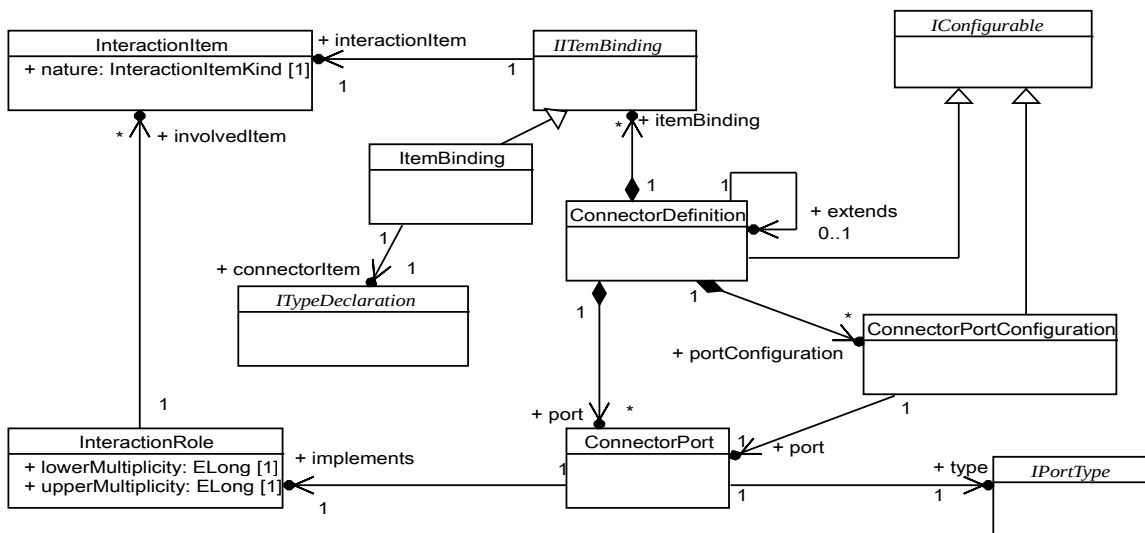 IConfigurable
InteractionItem
+ nature: InteractionItemKind [1]
+ interactionItem
1
1
IITemBinding
*
+ involvedItem
*
+ itemBinding
ItemBinding
1
1
ConnectorDefinition
+ extends
0..1
1
+ connectorItem
1
ITypeDeclaration
1
1
*
ConnectorPortConfiguration
+ portConfiguration
1
1
+ port
*
InteractionRole
+ lowerMultiplicity: ELong [1]
+ upperMultiplicity: ELong [1]
+ implements
1
1
ConnectorPort
1
+ port
1
+ type
1
IPortType